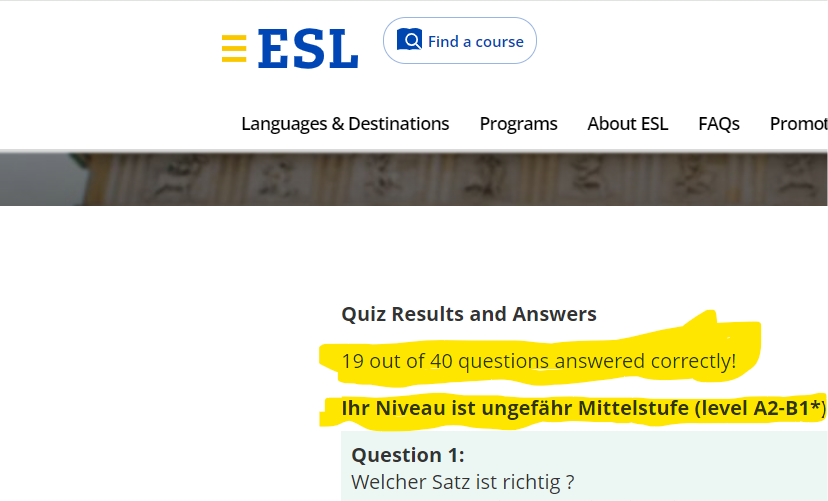 ESL
Find a course
Languages & Destinations Programs About ESL FAQs Promot
Quiz Results and Answers
19 out of 40 questions answered correctly!
Ihr Niveau ist ungefähr Mittelstufe (level A2-B1*)
Question 1:
Welcher Satz ist richtig ?